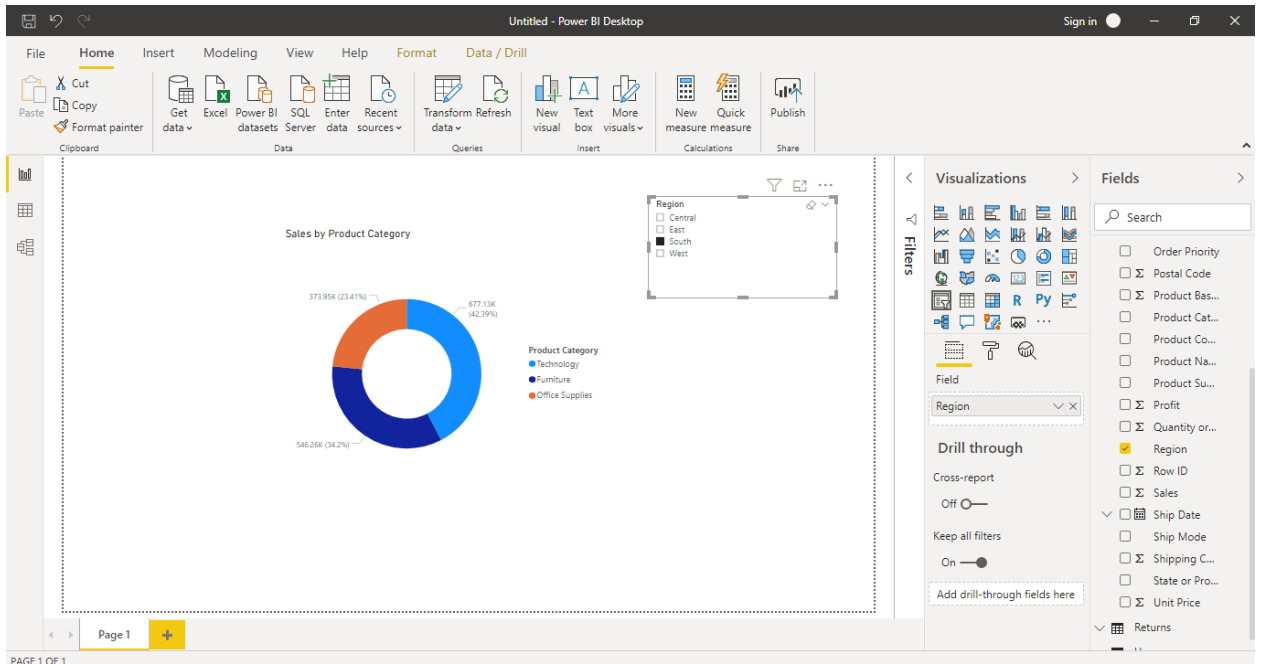 Untitled - Power BI Desktop
Sign in
File Home Insert Modeling View Help Format Data / Drill
Paste
Cut
Copy
Format painter
Clipboard
Get data
Excel
Power BI datasets
SQL Server
Enter data
Recent sources
Data
Transform data
Refresh
Queries
New visual
Text box
More visuals
Insert
New measure
Quick measure
Calculations
Publish
Share
Sales by Product Category
373.95K (23.41%)
677.13K
(42.39%)
546.26K (34.2%)
Product Category
Technology
Furniture
Office Supplies
Region
Central
East
South
West
Filters
Visualizations
123
R Py
Field
Region
Drill through
Cross-report
Off
Keep all filters
On
Add drill-through fields here
Fields
Search
Order Priority
Σ Postal Code
Σ Product Bas...
Product Cat...
Product Co...
Product Na...
Product Su...
Σ Profit
Σ Quantity or...
Region
Σ Row ID
Σ Sales
Ship Date
Ship Mode
Σ Shipping C...
State or Pro...
Σ Unit Price
Returns
Page 1
PAGE 1 OF 1